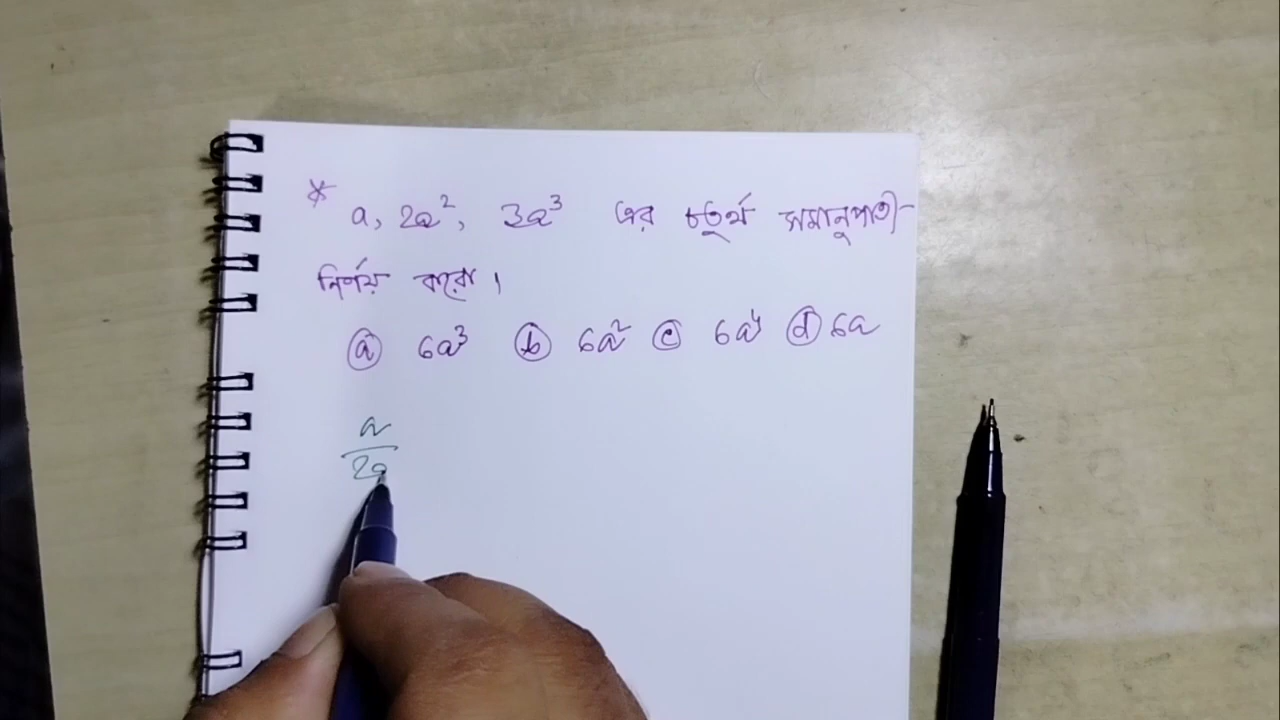 * a, 2a², 3a³ এর চতুর্থ সমানুপাতী
নির্ণয় করো।
ⓐ 6a³ ⓑ 6a² ⓒ 6a⁴ ⓓ 6a
a
2a